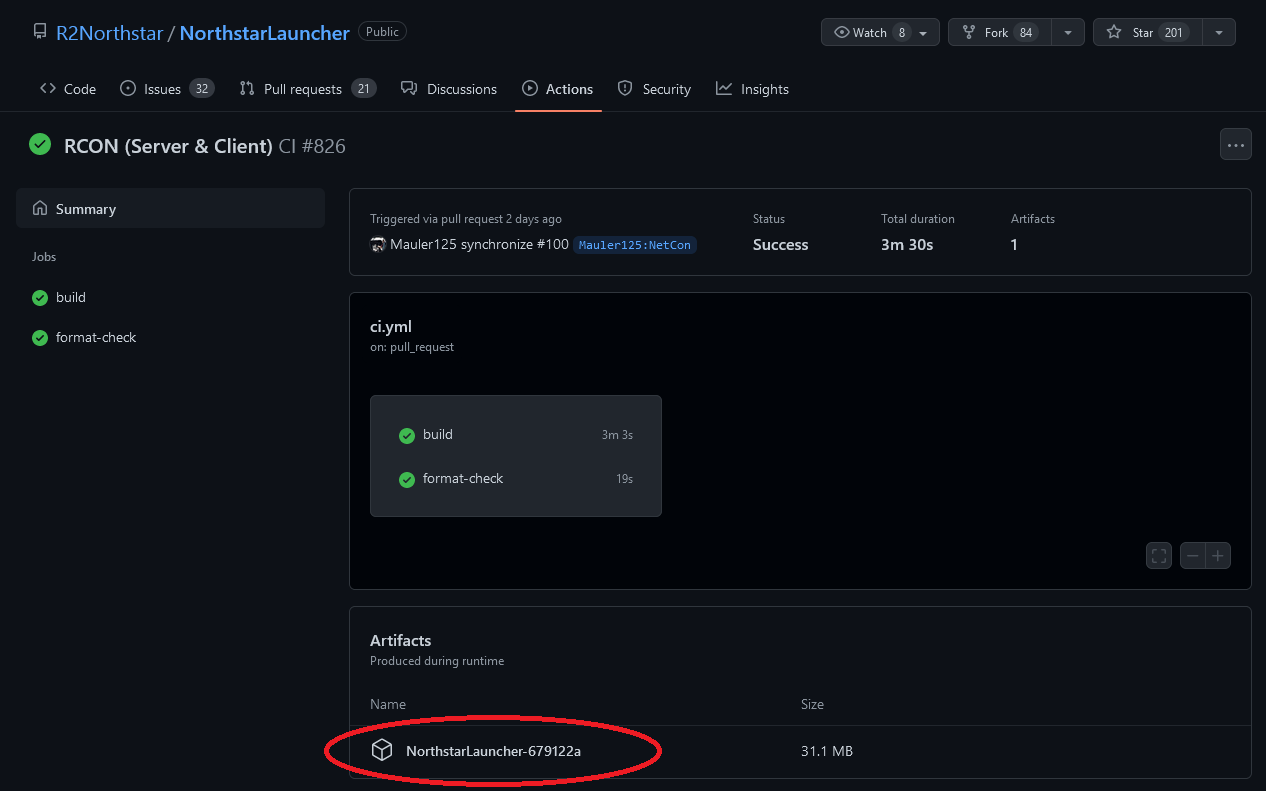 R2Northstar / NorthstarLauncher Public
Watch 8 Fork 84 Star 201
Code Issues 32 Pull requests 21 Discussions Actions Security Insights
RCON (Server & Client) CI #826
Summary
Jobs
build
format-check
Triggered via pull request 2 days ago
Mauler125 synchronize #100 Mauler125:NetCon
Status
Success
Total duration
3m 30s
Artifacts
1
ci.yml
on: pull_request
build 3m 3s
format-check 19s
Artifacts
Produced during runtime
Name Size
NorthstarLauncher-679122a 31.1 MB